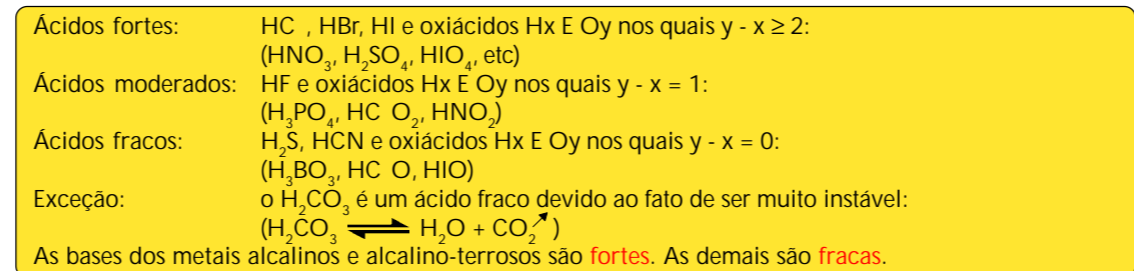 Ácidos fortes: HC , HBr, HI e oxiácidos Hx E Oy nos quais y - x ≥ 2:
(HNO₃, H₂SO₄, HIO₄, etc)
Ácidos moderados: HF e oxiácidos Hx E Oy nos quais y - x = 1:
(H₃PO₄, HC O₂, HNO₂)
Ácidos fracos: H₂S, HCN e oxiácidos Hx E Oy nos quais y - x = 0:
(H₃BO₃, HC O, HIO)
Exceção: o H₂CO₃ é um ácido fraco devido ao fato de ser muito instável:
(H₂CO₃ ⇌ H₂O + CO₂↗)
As bases dos metais alcalinos e alcalino-terrosos são fortes. As demais são fracas.